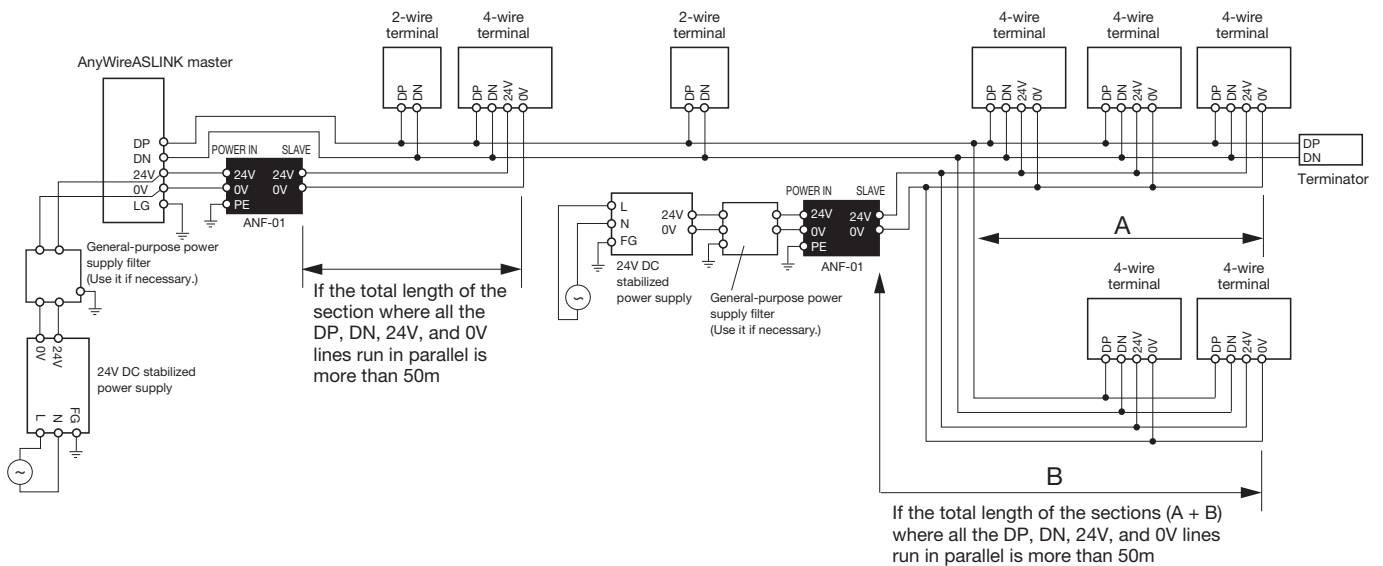 2-wire
terminal
4-wire
terminal
2-wire
terminal
4-wire
terminal
4-wire
terminal
4-wire
terminal
AnyWireASLINK master
DP
DN
DP
DN
24V
0V
DP
DN
DP
DN
24V
0V
DP
DN
24V
0V
DP
DN
24V
0V
DP
DN
24V
0V
LG
POWER IN
SLAVE
24V
0V
PE
24V
0V
ANF-01
DP
DN
Terminator
L
N
FG
24V
0V
24V DC
stabilized
power supply
General-purpose power
supply filter
(Use it if necessary.)
POWER IN
SLAVE
24V
0V
PE
24V
0V
ANF-01
A
General-purpose power
supply filter
(Use it if necessary.)
If the total length of the
section where all the
DP, DN, 24V, and 0V
lines run in parallel is
more than 50m
4-wire
terminal
4-wire
terminal
DP
DN
24V
0V
DP
DN
24V
0V
0V
24V
24V DC stabilized
power supply
L
N
FG
~
~
B
If the total length of the sections (A + B)
where all the DP, DN, 24V, and 0V lines
run in parallel is more than 50m